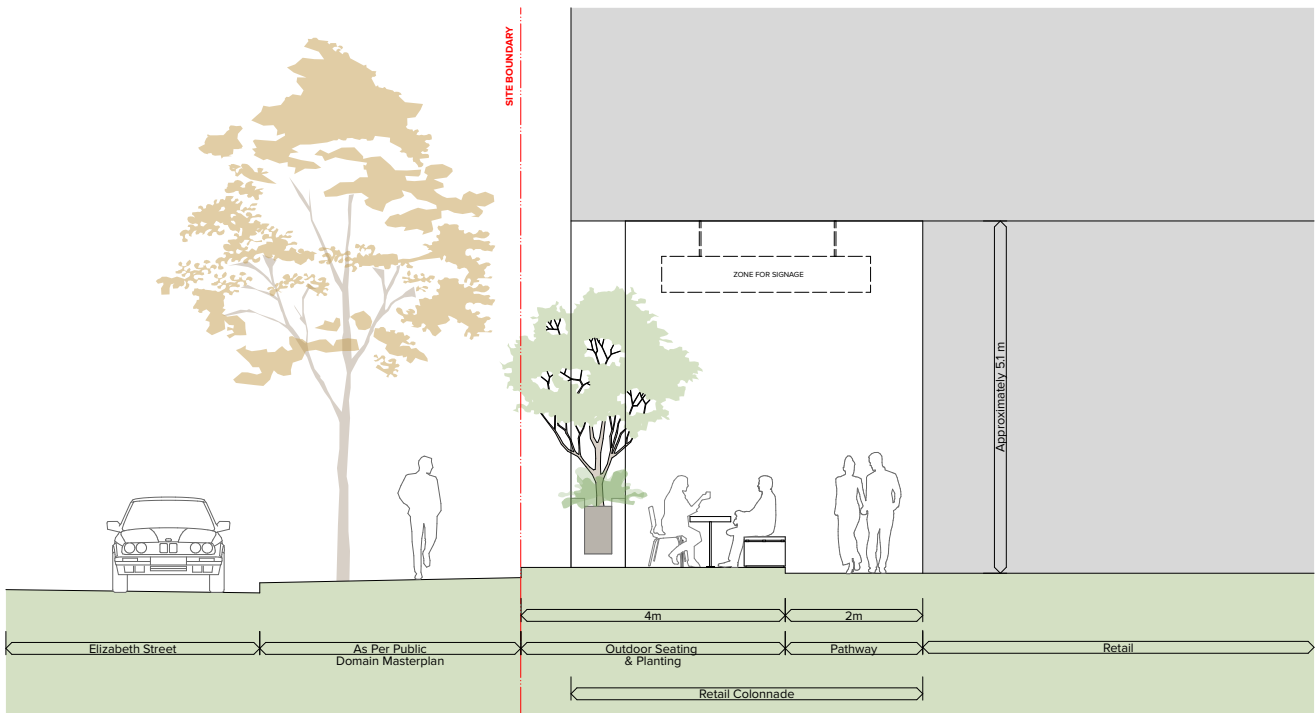 SITE BOUNDARY
ZONE FOR SIGNAGE
Approximately 5.1 m
4m
2m
Elizabeth Street
As Per Public
Domain Masterplan
Outdoor Seating
& Planting
Pathway
Retail
Retail Colonnade